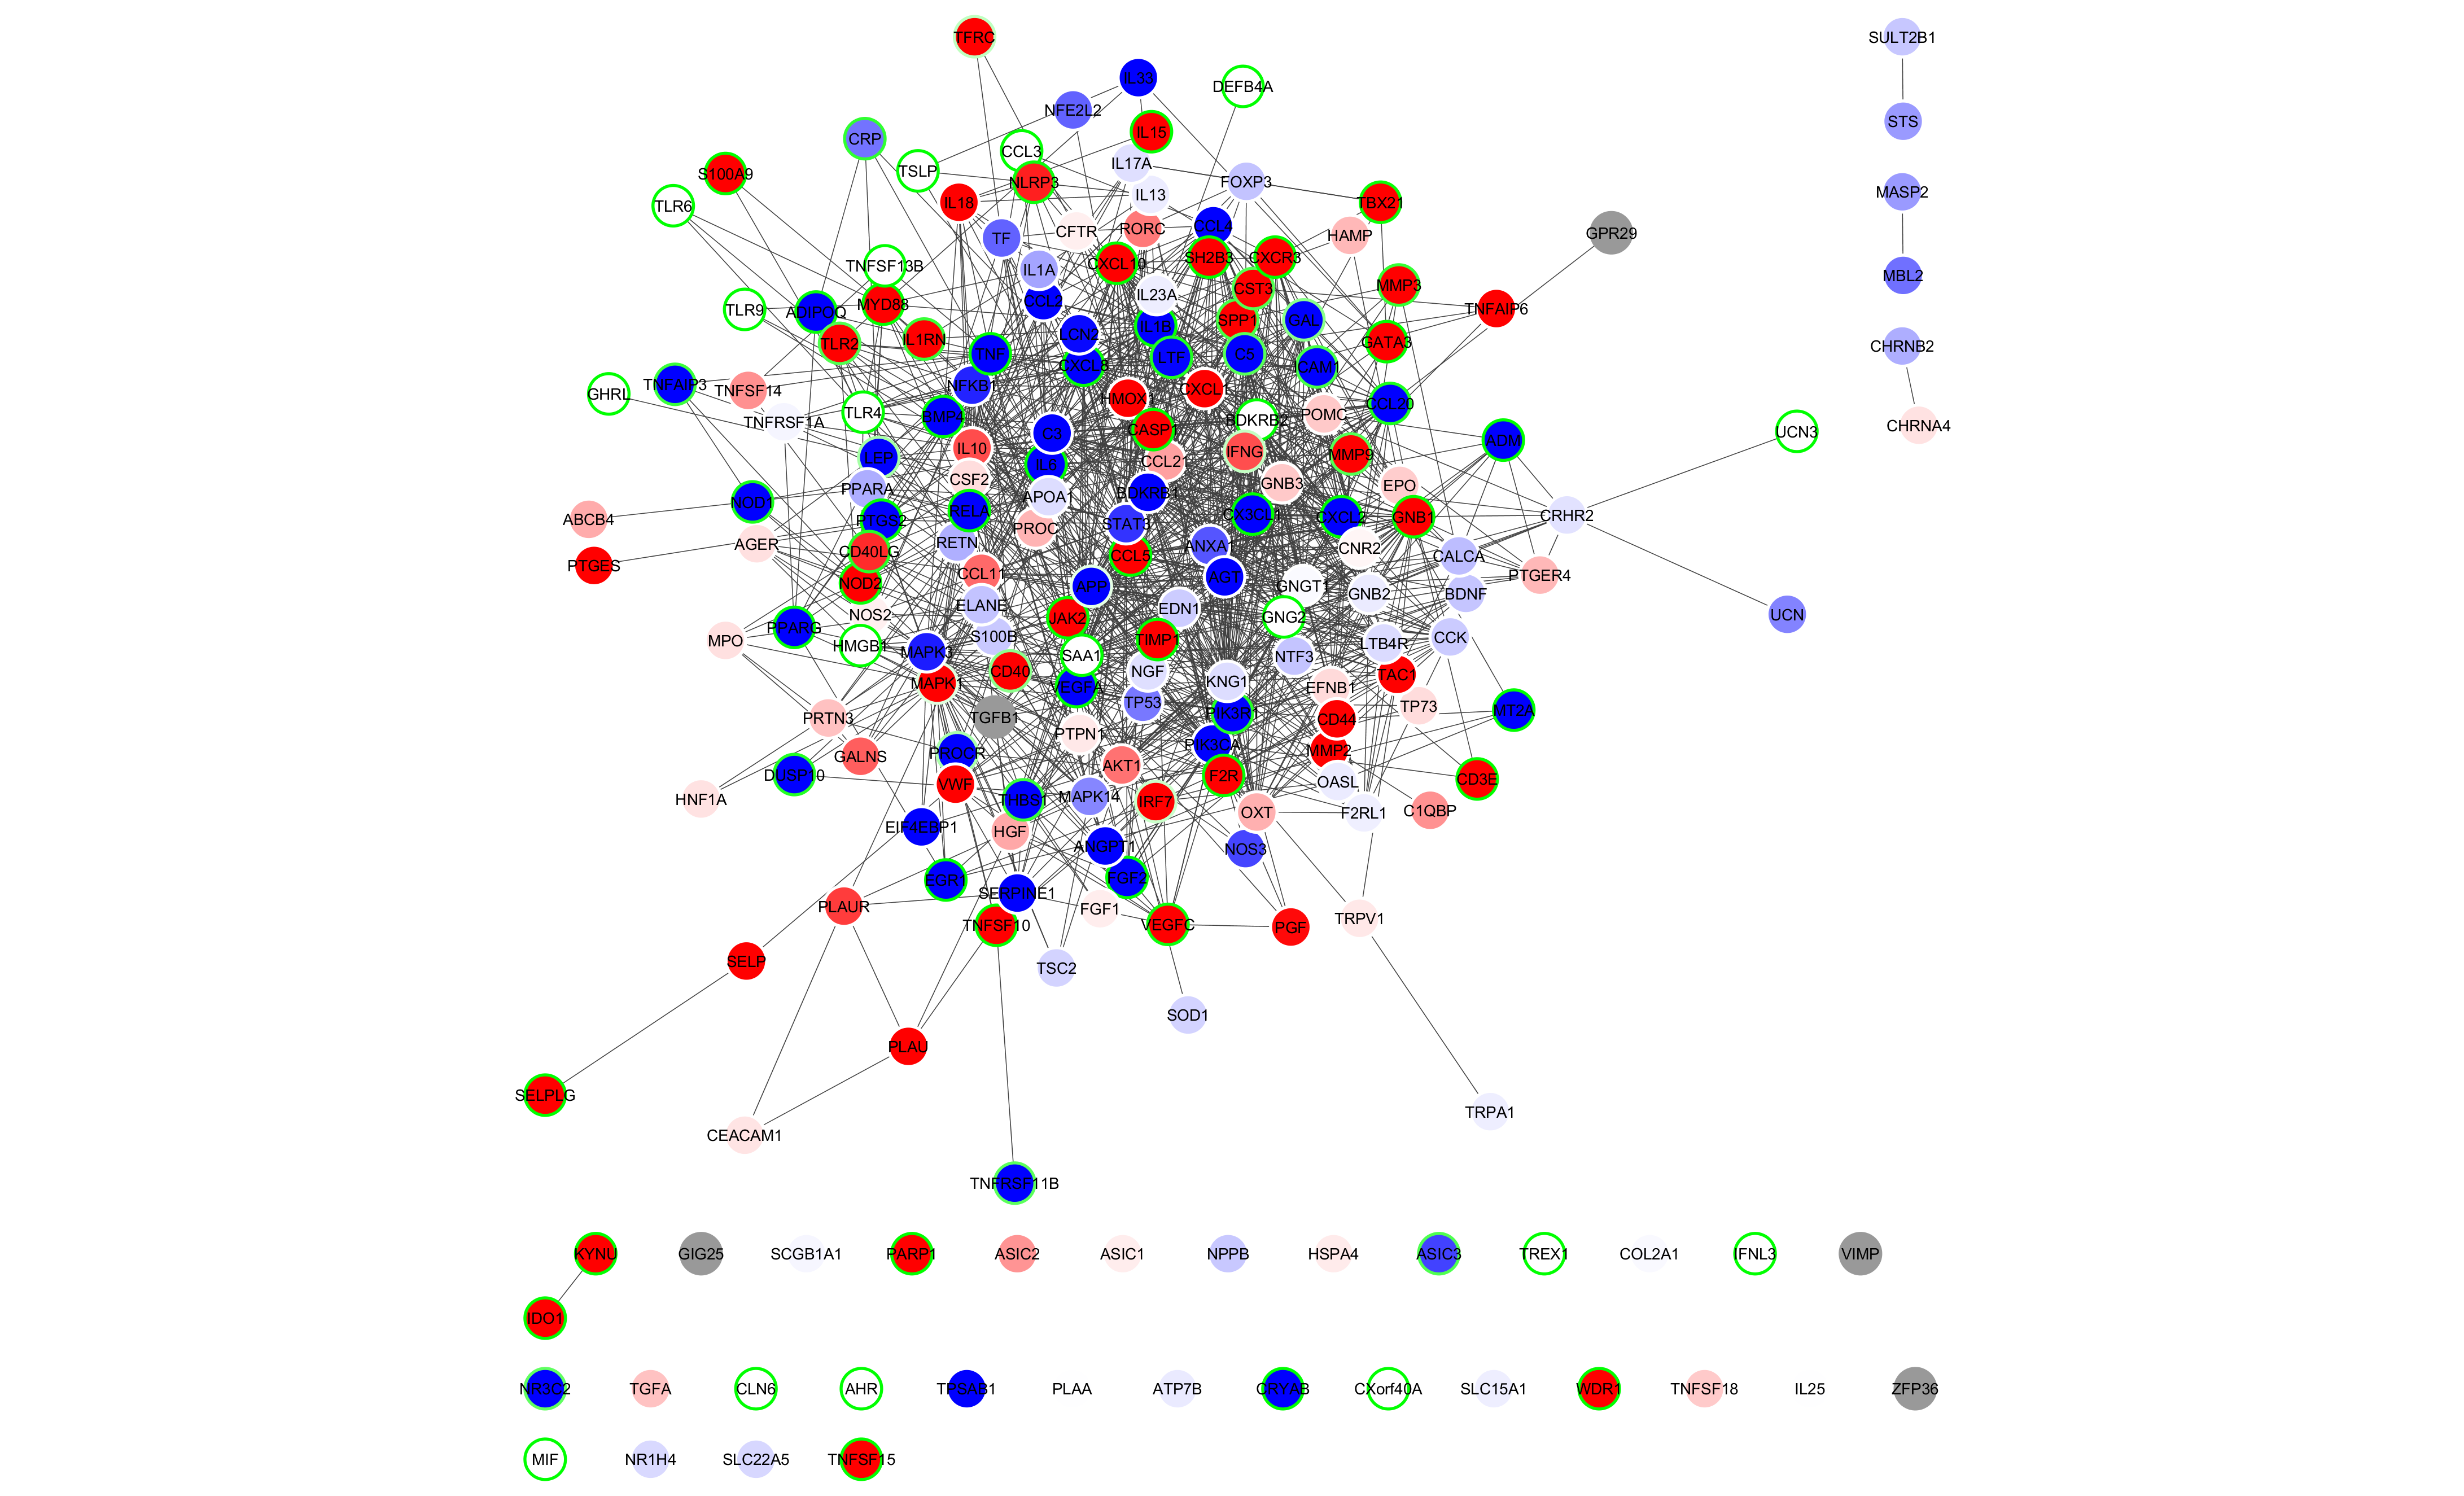 TFRC
SULT2B1
IL33
DEFB4A
NFE2L2
STS
IL15
CRP
CCL3
IL17A
TSLP
S100A9
NLRP3
FOXP3
MASP2
IL13
IL18
TBX21
TLR6
CCL4
RORC
CFTR
HAMP
GPR29
TF
SH2B3
CXCR3
CXCL10
TNFSF13B
IL1A
MBL2
MMP3
CST3
IL23A
CCL2
MYD88
TLR9
TNFAIP6
ADIPOQ
SPP1
GAL
IL1B
LCN2
IL1RN
TLR2
GATA3
CHRNB2
TNF
C5
LTF
CXCL8
ICAM1
TNFAIP3
NFKB1
CXCL1
TNFSF14
GHRL
HMOX1
CCL20
TLR4
POMC
BMP4
BDKRB2
TNFRSF1A
CHRNA4
CASP1
C3
UCN3
ADM
IL10
IFNG
MMP9
LEP
CCL21
IL6
CSF2
GNB3
EPO
PPARA
BDKRB1
APOA1
NOD1
RELA
CX3CL1
CXCL2
GNB1
CRHR2
ABCB4
PTGS2
STAT3
PROC
RETN
AGER
ANXA1
CNR2
CD40LG
CCL5
CALCA
PTGES
CCL11
AGT
PTGER4
NOD2
APP
GNGT1
GNB2
BDNF
ELANE
EDN1
NOS2
UCN
JAK2
GNG2
PPARG
S100B
CCK
MPO
TIMP1
LTB4R
HMGB1
MAPK3
SAA1
NTF3
CD40
NGF
TAC1
KNG1
MAPK1
VEGFA
EFNB1
TP53
TP73
MT2A
PIK3R1
TGFB1
PRTN3
CD44
PTPN1
PIK3CA
MMP2
PROCR
GALNS
AKT1
DUSP10
F2R
CD3E
OASL
VWF
MAPK14
HNF1A
THBS1
IRF7
C1QBP
OXT
F2RL1
EIF4EBP1
HGF
ANGPT1
NOS3
EGR1
FGF2
SERPINE1
PLAUR
FGF1
TRPV1
TNFSF10
VEGFC
PGF
SELP
TSC2
SOD1
PLAU
SELPLG
TRPA1
CEACAM1
TNFRSF11B
KYNU
GIG25
SCGB1A1
PARP1
ASIC2
ASIC1
NPPB
HSPA4
ASIC3
TREX1
COL2A1
IFNL3
VIMP
IDO1
NR3C2
TGFA
CLN6
AHR
TPSAB1
PLAA
ATP7B
CRYAB
CXorf40A
SLC15A1
WDR1
TNFSF18
IL25
ZFP36
MIF
NR1H4
SLC22A5
TNFSF15